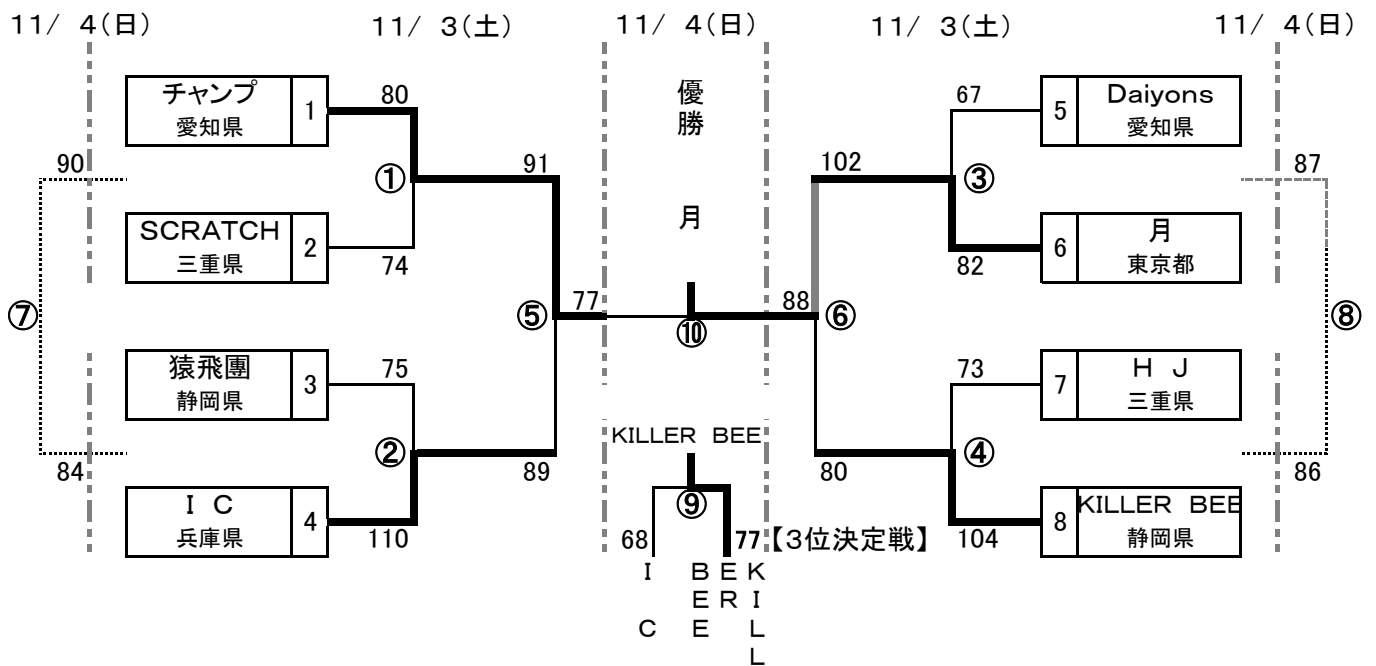 11/ 4(日) 11/ 3(土) 11/ 4(日) 11/ 3(土) 11/ 4(日)
チャンプ
愛知県
1
80
90
①
91
SCRATCH
三重県
2
74
⑦
⑤
77
猿飛團
静岡県
3
75
②
89
84
I C
兵庫県
4
110
優勝
月
⑩
88
KILLER BEE
⑨
68
77【3位決定戦】
I C
KILLER BEE
67
5
Daiyons
愛知県
102
③
87
82
6
月
東京都
⑥
⑧
73
7
H J
三重県
80
④
86
104
8
KILLER BEE
静岡県